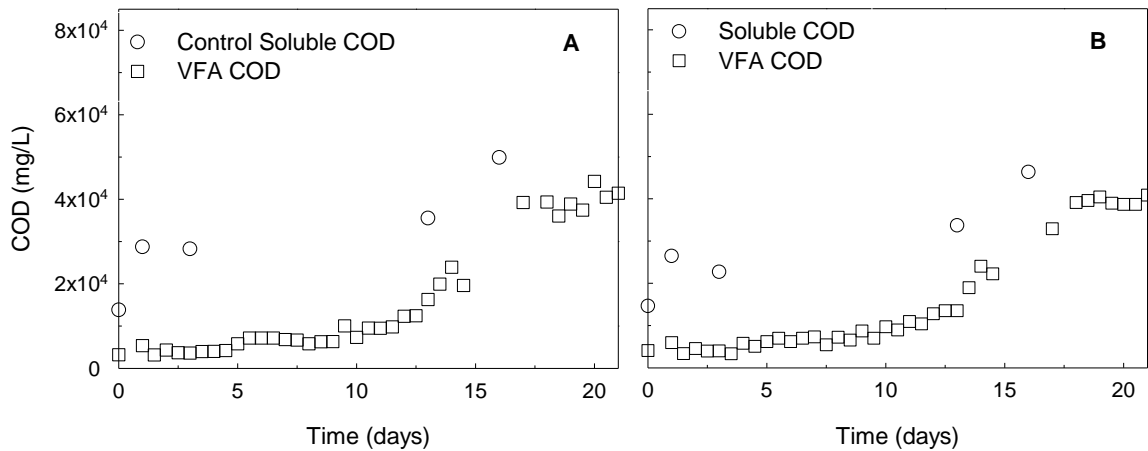 8x10⁴
Control Soluble COD
A
VFA COD
6x10⁴
4x10⁴
2x10⁴
0
COD (mg/L)
0 5 10 15 20
Time (days)
Soluble COD
B
VFA COD
0 5 10 15 20
Time (days)